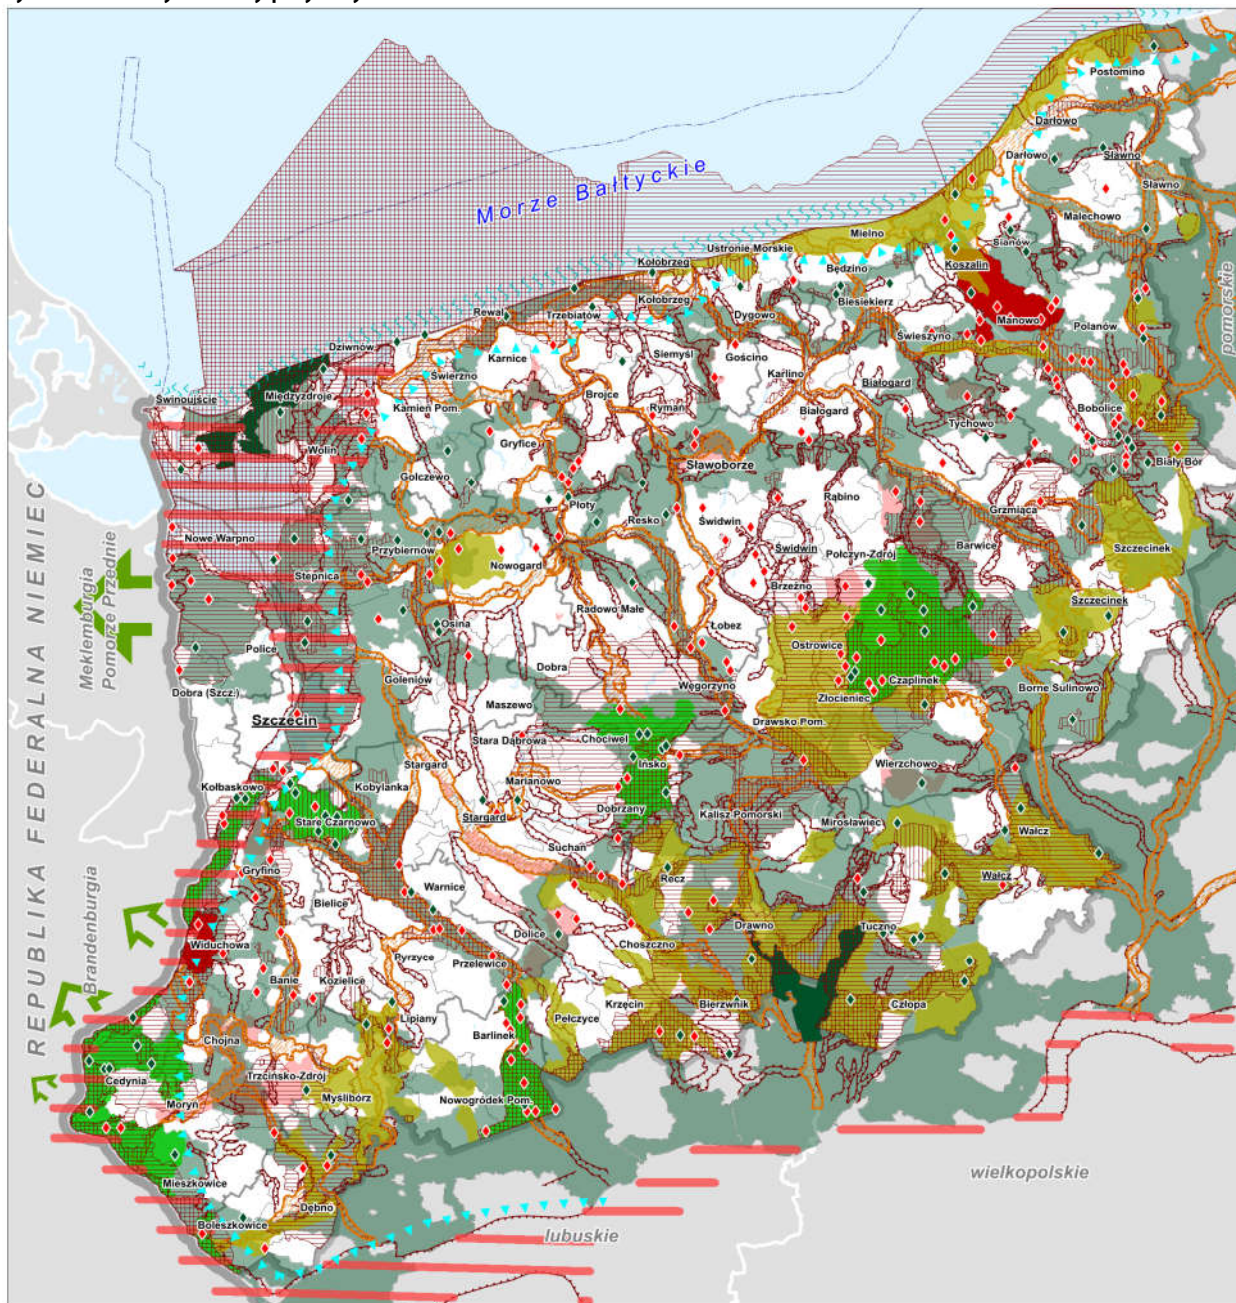 Postomino
Darłowo
Darłowo
Sławno
Sławno
Malechowo
Morze Bałtyckie
Mielno
Sianów
Ustronie Morskie
Koszalin
Będzino
Kołobrzeg
Kołobrzeg
Biesiekierz
pomorskie
Rewal
Trzebiatów
Dygowo
Manowo
Polanów
Świeszyno
Dziwnów
Karnice
Siemyśl
Gościno
Świerzno
Karlino
Białogard
Świnoujście
Międzyzdroje
Brojce
Kamień Pom.
Rymań
Białogard
Bobolice
Tychowo
Gryfice
Wolin
Sławoborze
Biały Bór
Gołczewo
Rąbino
Płoty
Grzmiąca
Resko
Świdwin
Nowe Warpno
Przybiernów
Świdwin
Połczyn-Zdrój
Barwice
Szczecinek
Nowogard
Stepnica
Brzeżno
Radowo Małe
Szczecinek
REPUBLIKA FEDERALNA NIEMIEC
Meklemburgia
Pomorze Przednie
Osina
Łobez
Police
Ostrowice
Dobra
Goleniów
Węgorzyno
Czaplinek
Borne Sulinowo
Dobra (Szcz.)
Złocieniec
Maszewo
Szczecin
Drawsko Pom.
Chociwel
Stara Dąbrowa
Stargard
Ińsko
Wierzchowo
Kołbaskowo
Kobylanka
Marianowo
Dobrzany
Kalisz Pomorski
Stargard
Stare Czarnowo
Mirosławiec
Wałcz
Suchań
Gryfino
Recz
Wałcz
Warnice
Bielice
Brandenburgia
Widuchowa
Dolice
Drawno
Tuczno
Choszczno
Pyrzyce
Przelewice
Banie
Kozielice
Krzęcin
Bierzwnik
Człopa
Lipiany
Pełczyce
Barlinek
Chojna
Cedynia
Trzcińsko-Zdrój
Moryń
Myślibórz
Nowogródek Pom.
wielkopolskie
Mieszkowice
Dębno
Boleszkowice
lubuskie